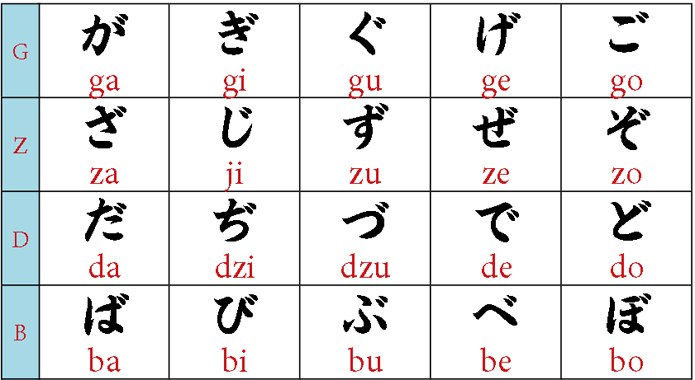 G が ぎ ぐ げ ご
ga gi gu ge go
Z ざ じ ず ぜ ぞ
za ji zu ze zo
D だ ぢ づ で ど
da dzi dzu de do
B ば び ぶ べ ぼ
ba bi bu be bo